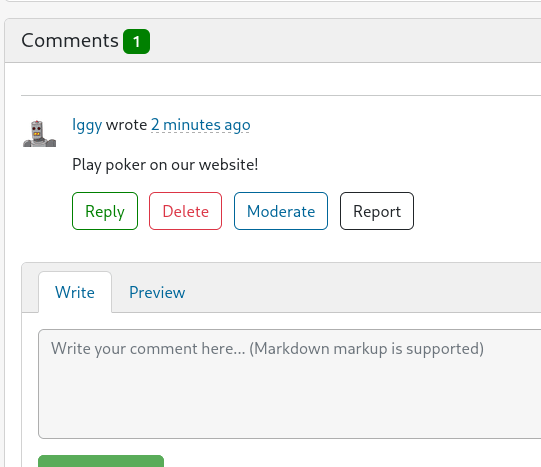 Comments 1
Iggy wrote 2 minutes ago
Play poker on our website!
Reply Delete Moderate Report
Write Preview
Write your comment here... (Markdown markup is supported)